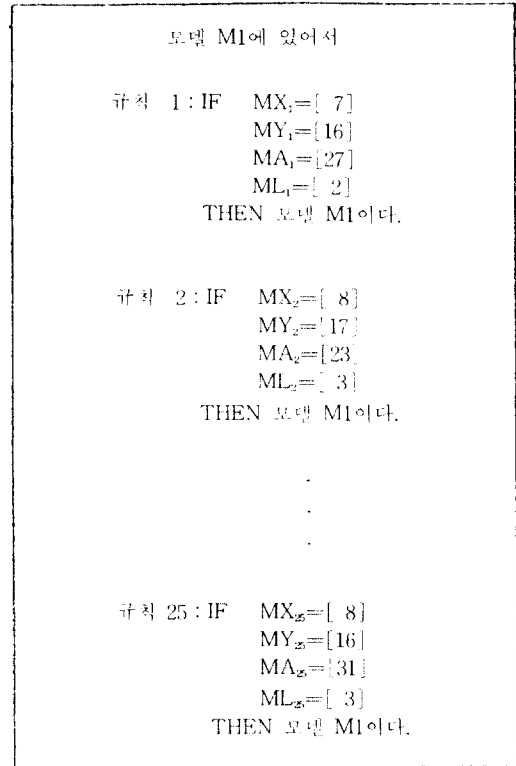 모델 M1에 있어서
규칙 1 : IF MX₁=[ 7]
MY₁=[16]
MA₁=[27]
ML₁=[ 2]
THEN 모델 M1이다.
규칙 2 : IF MX₂=[ 8]
MY₂=[17]
MA₂=[23]
ML₂=[ 3]
THEN 모델 M1이다.
.
.
.
규칙 25 : IF MX₂₅=[ 8]
MY₂₅=[16]
MA₂₅=[31]
ML₂₅=[ 3]
THEN 모델 M1이다.